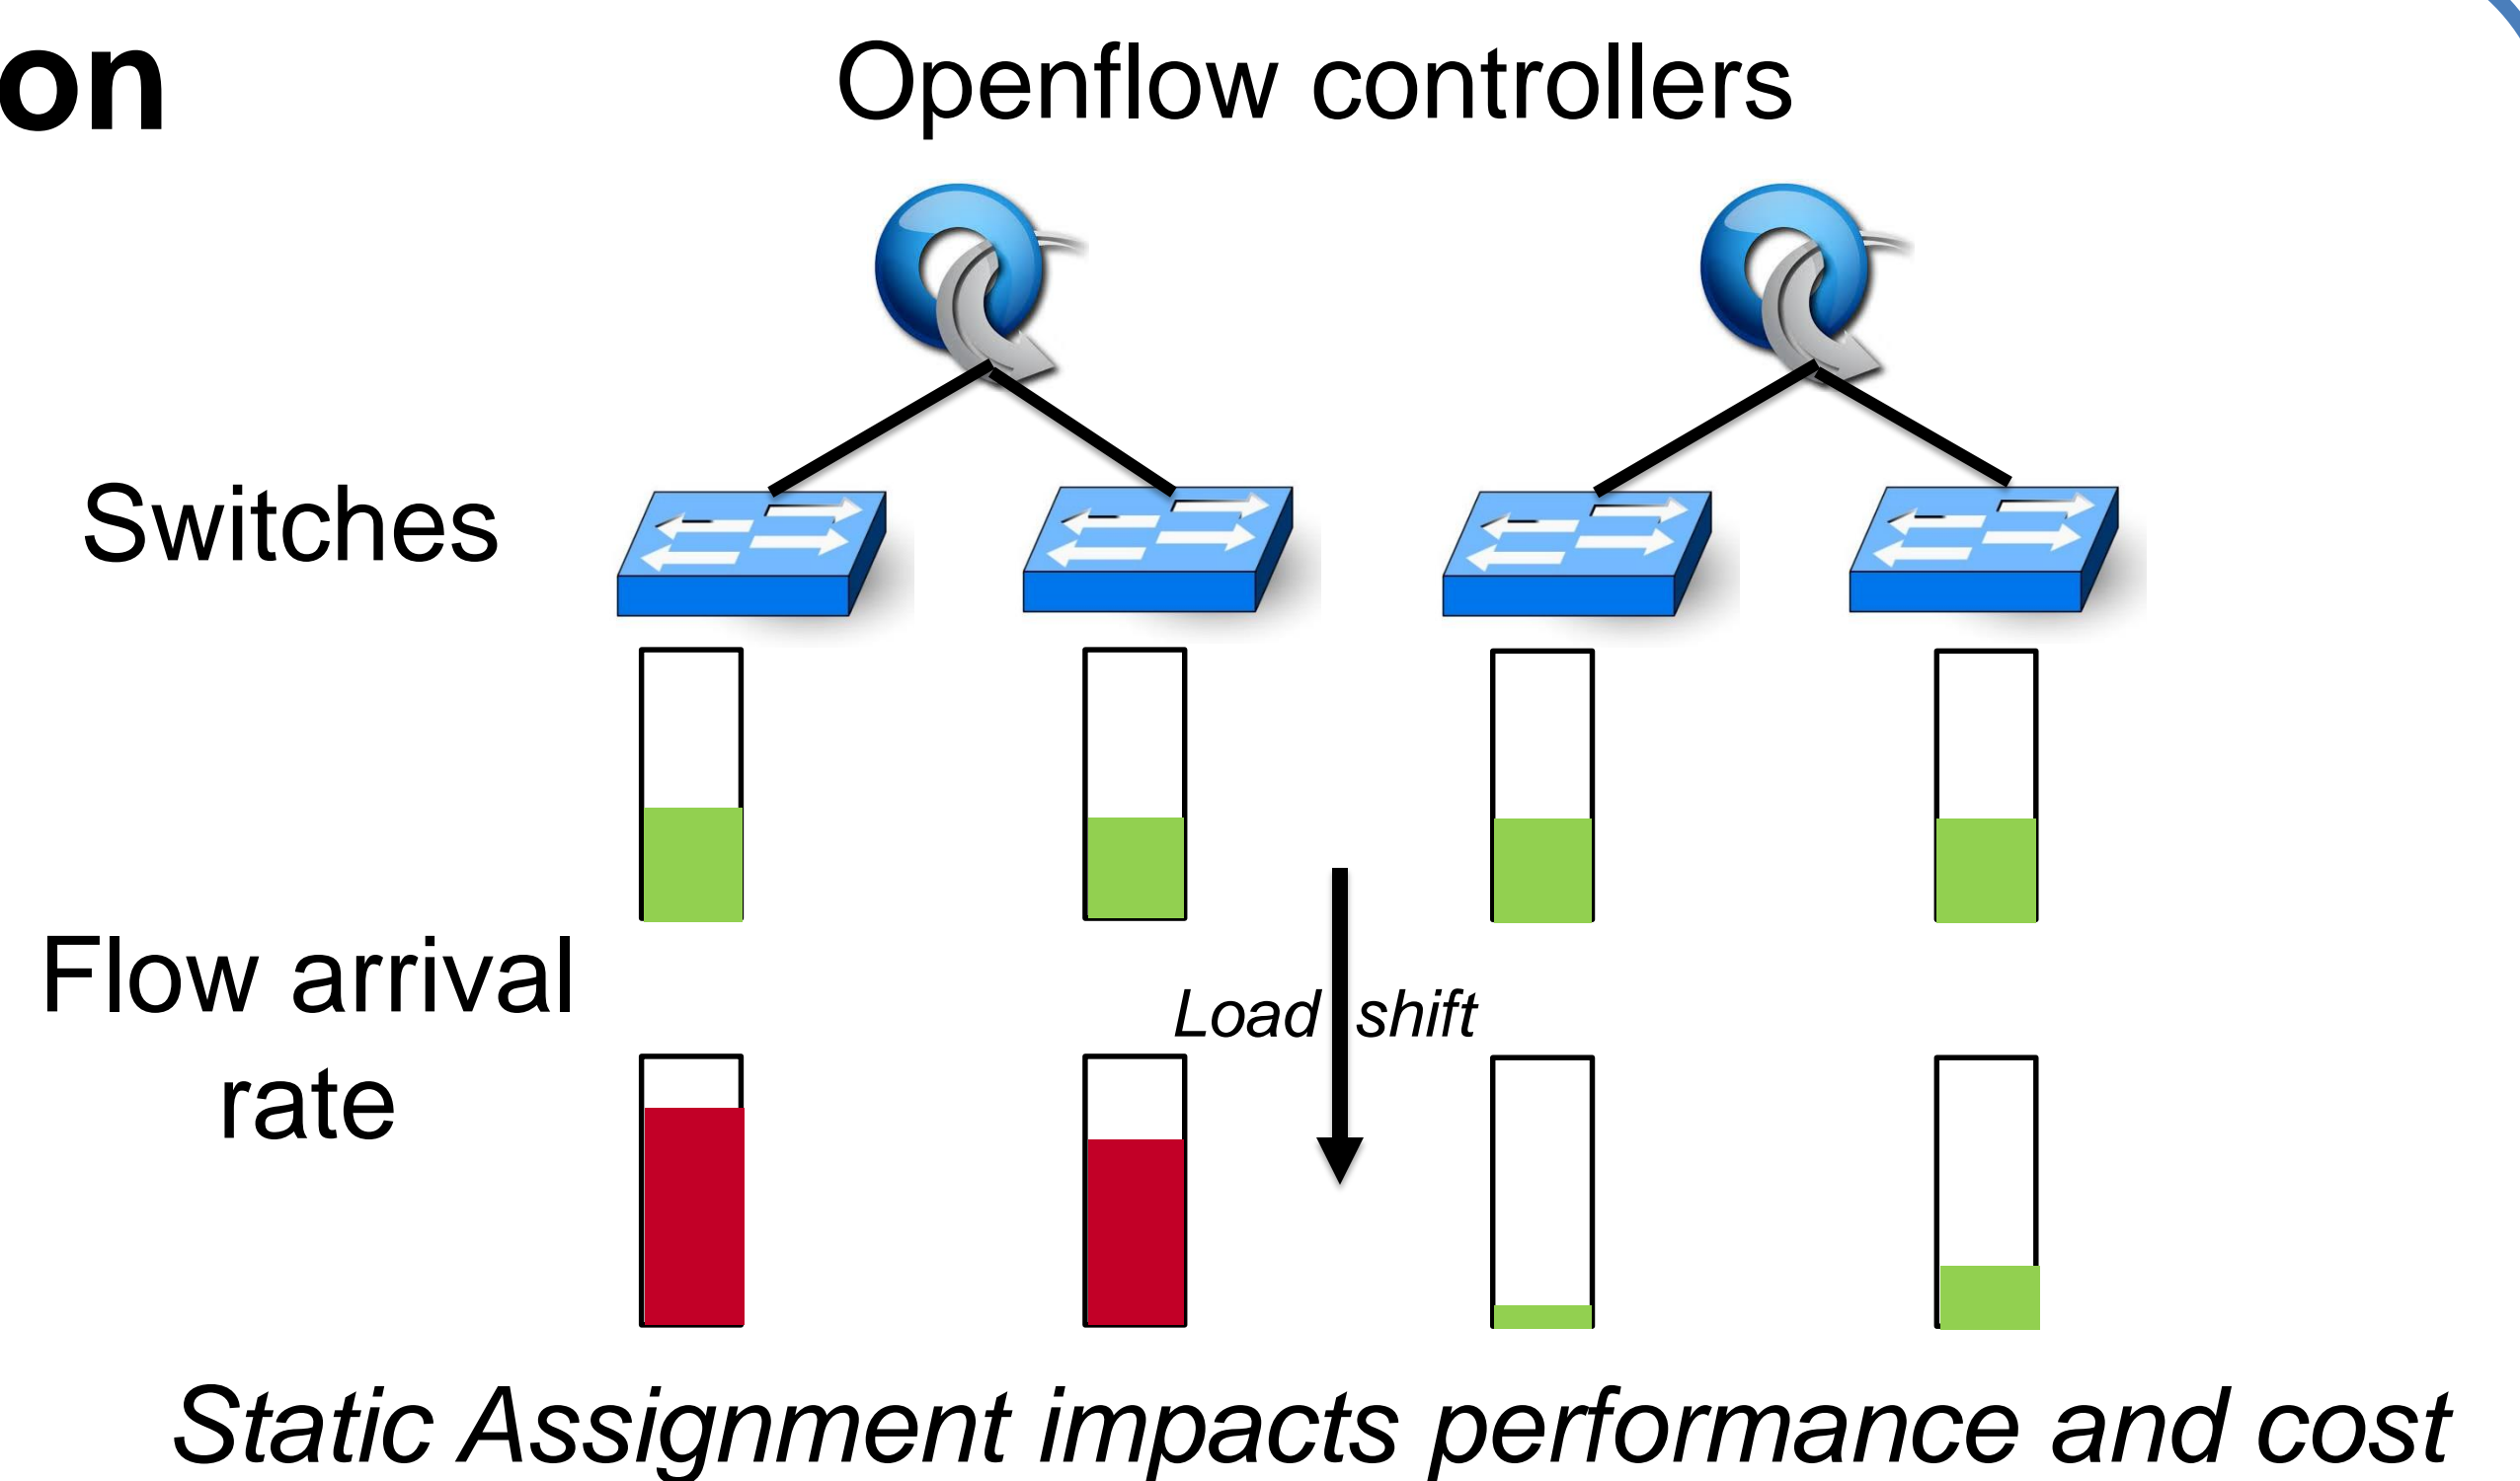 on
Openflow controllers
Switches
Flow arrival
rate
Load shift
Static Assignment impacts performance and cost